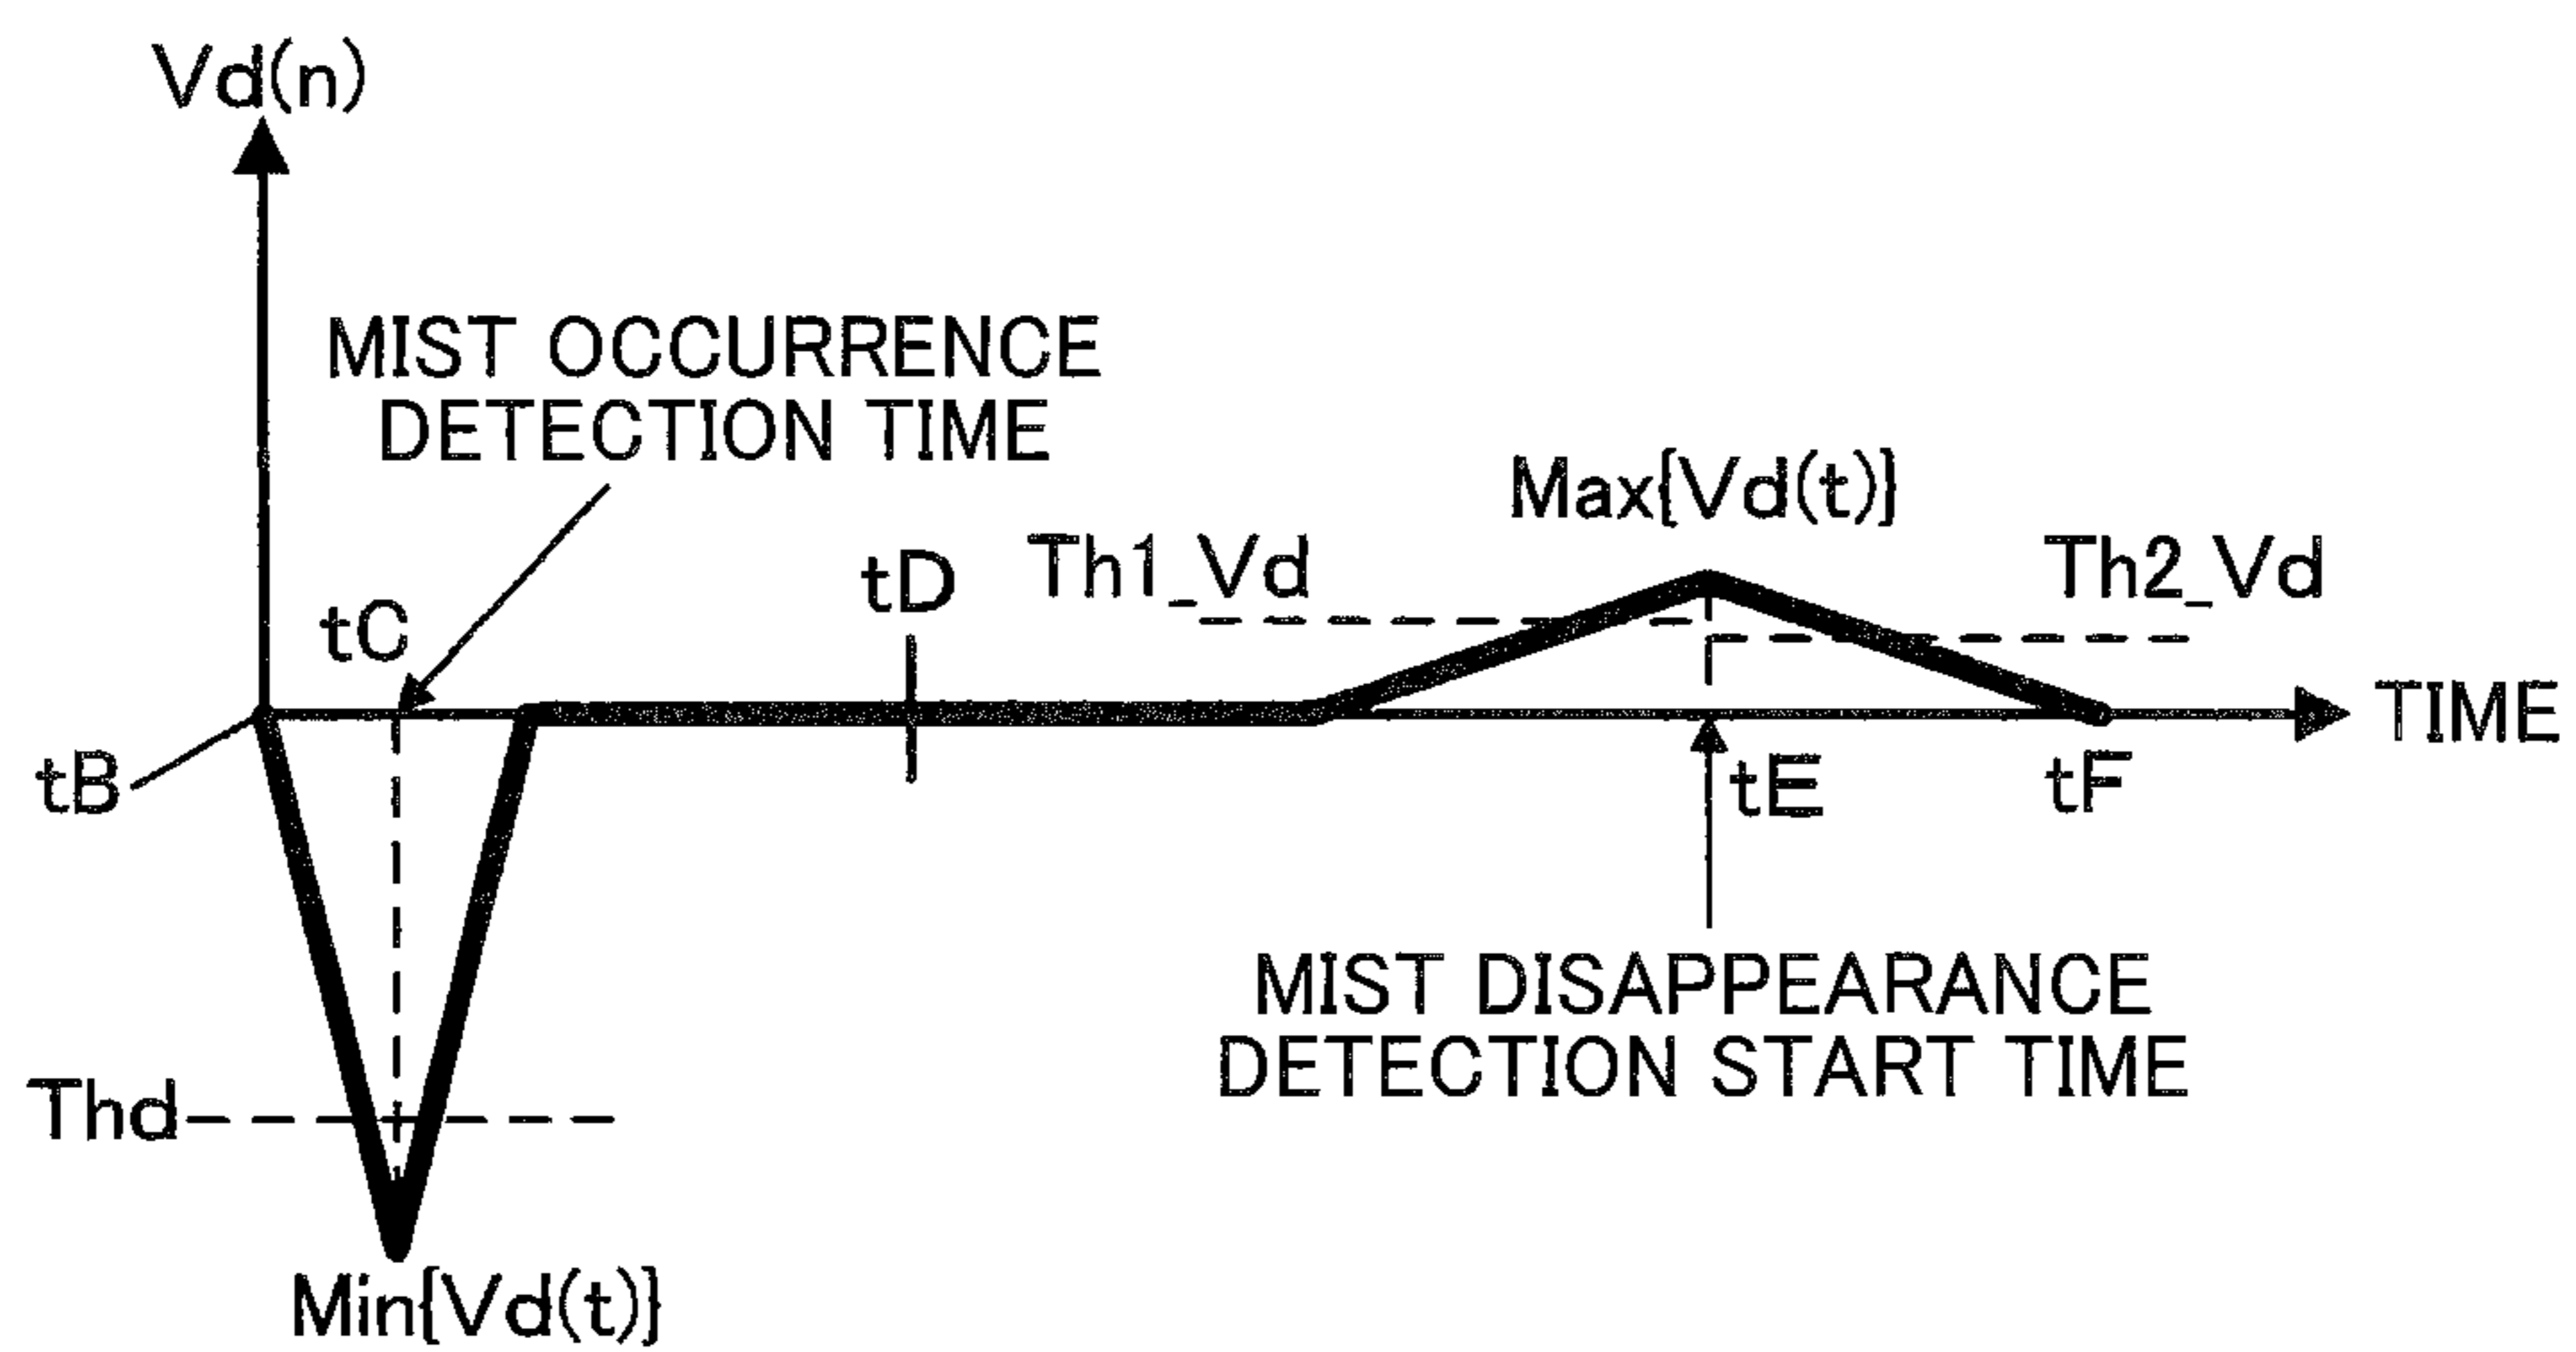 Vd(n)
MIST OCCURRENCE
DETECTION TIME
Max{Vd(t)}
tC
tD
Th1_Vd
Th2_Vd
TIME
tB
tE
tF
MIST DISAPPEARANCE
DETECTION START TIME
Thd
Min{Vd(t)}